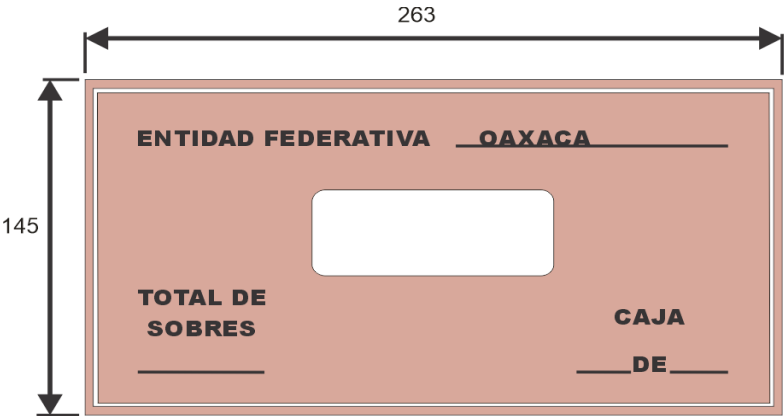 263
145
ENTIDAD FEDERATIVA OAXACA
TOTAL DE
SOBRES
CAJA
DE